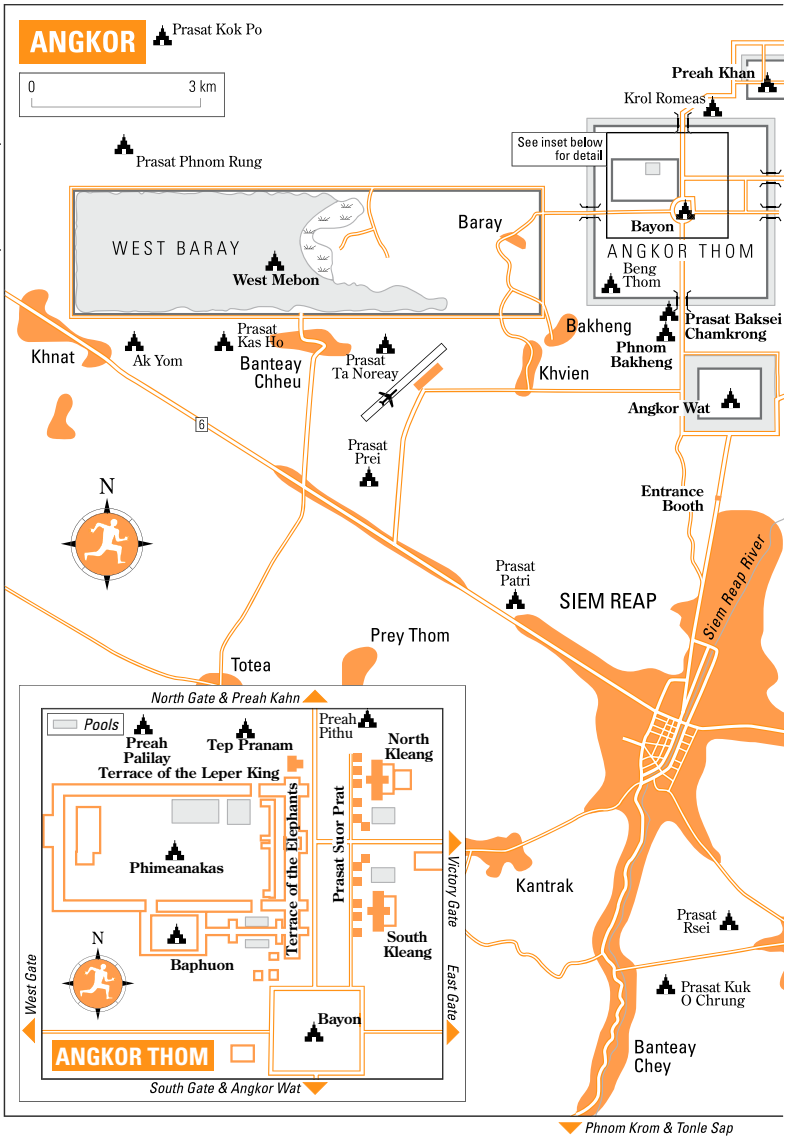 ANGKOR
Prasat Kok Po
0 3 km
Preah Khan
Krol Romeas
Prasat Phnom Rung
See inset below
for detail
WEST BARAY
West Mebon
Baray
Bayon
ANGKOR THOM
Beng
Thom
Khnat
Ak Yom
Prasat
Kas Ho
Banteay
Chheu
Prasat
Ta Noreay
Bakheng
Khvien
Prasat Baksei
Chamkrong
Phnom
Bakheng
Angkor Wat
6
Prasat
Prei
Entrance
Booth
N
Prasat
Patri
SIEM REAP
Siem Reap River
Totea
Prey Thom
North Gate & Preah Kahn
Pools
Preah
Palilay
Tep Pranam
Preah
Pithu
North
Kleang
Terrace of the Leper King
Terrace of the Elephants
Prasat Suor Prat
Phimeanakas
Victory Gate
Kantrak
Baphuon
South
Kleang
N
West Gate
East Gate
Bayon
ANGKOR THOM
South Gate & Angkor Wat
Prasat
Rsei
Prasat Kuk
O Chrung
Banteay
Chey
Phnom Krom & Tonle Sap